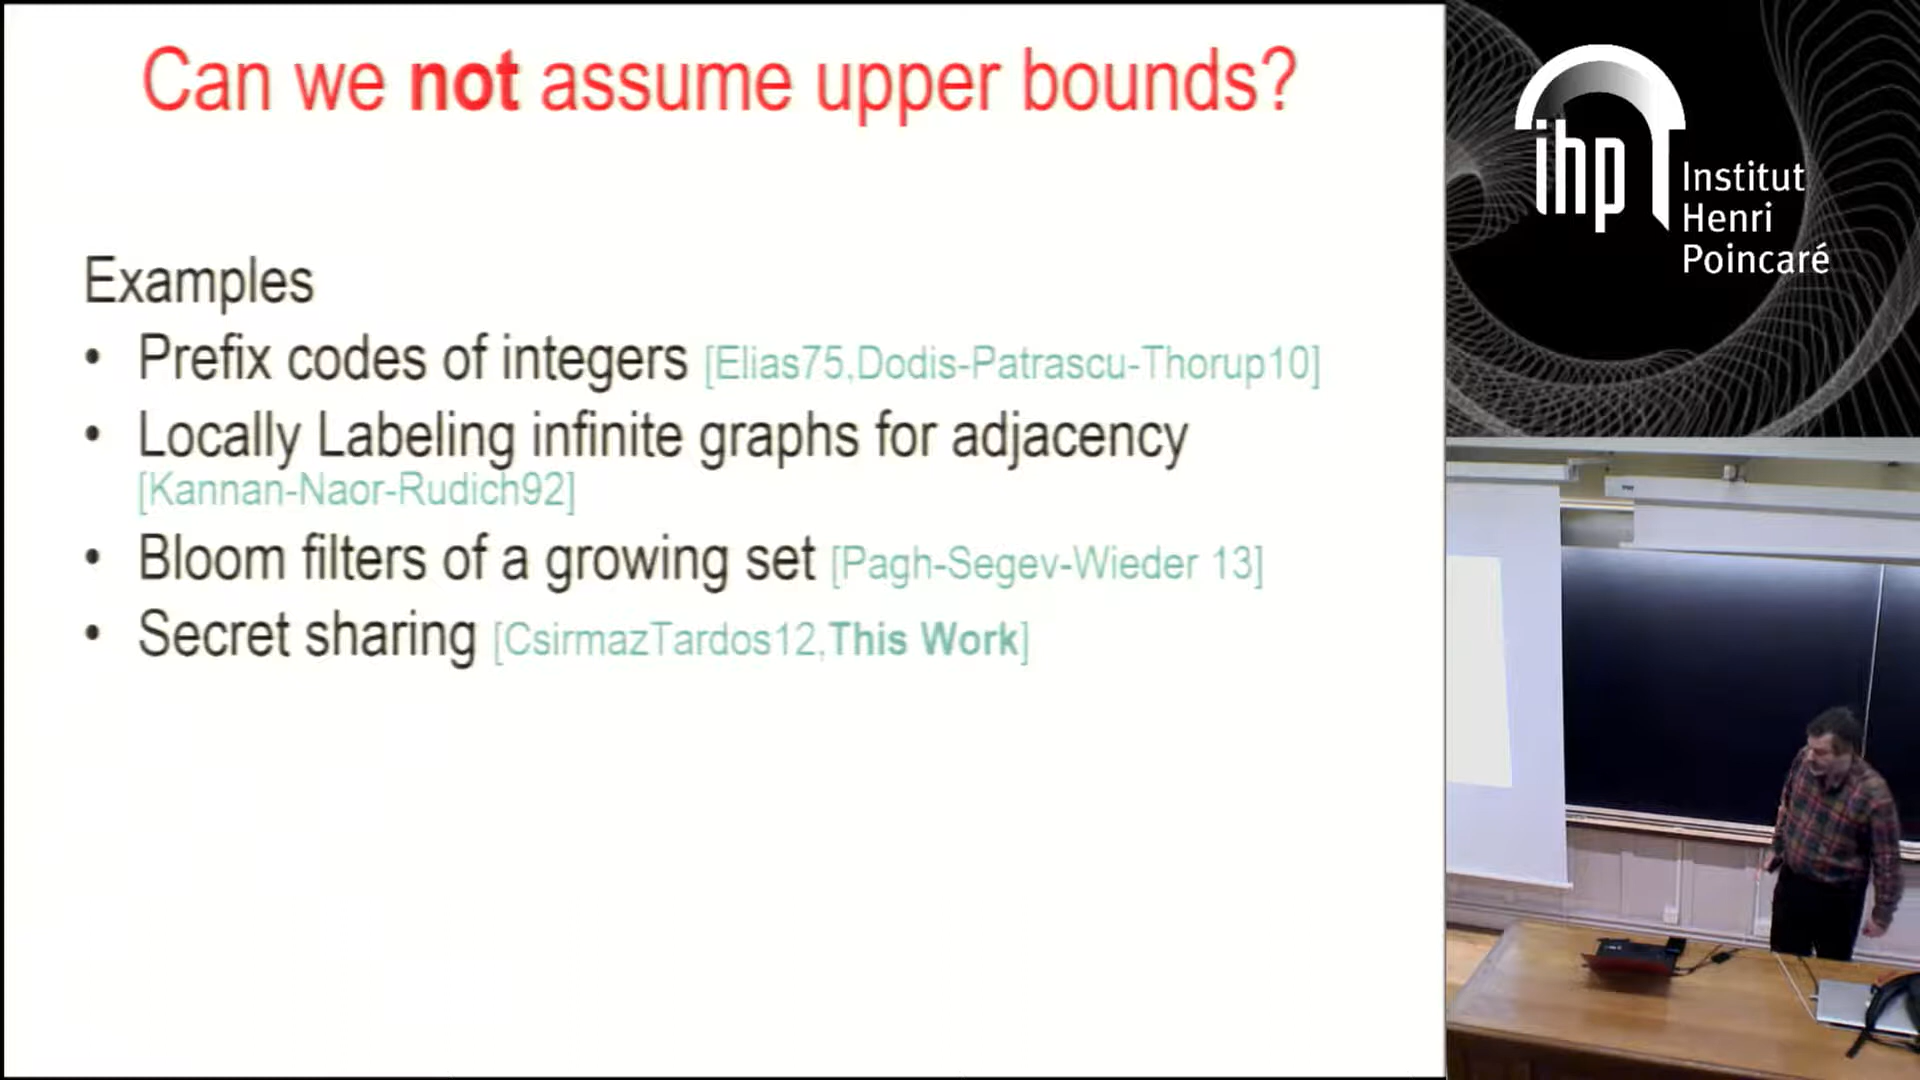 Can we not assume upper bounds?
Examples
• Prefix codes of integers [Elias75,Dodis-Patrascu-Thorup10]
• Locally Labeling infinite graphs for adjacency
[Kannan-Naor-Rudich92]
• Bloom filters of a growing set [Pagh-Segev-Wieder 13]
• Secret sharing [CsirmazTardos12,This Work]
ihp
Institut
Henri
Poincaré